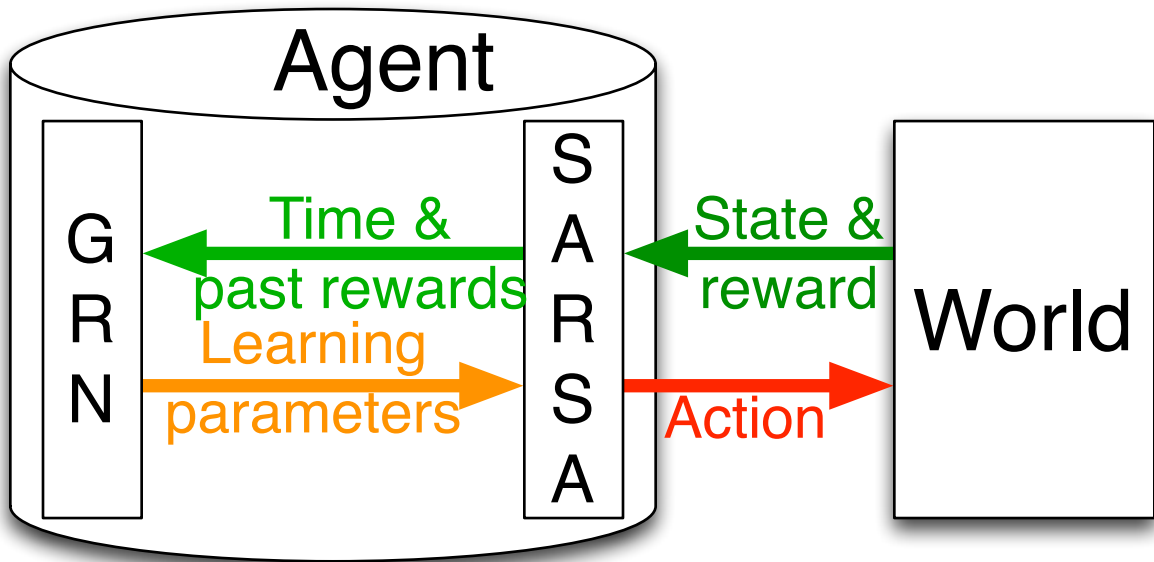 Agent
G
R
N
Time &
past rewards
Learning
parameters
S
A
R
S
A
State &
reward
Action
World